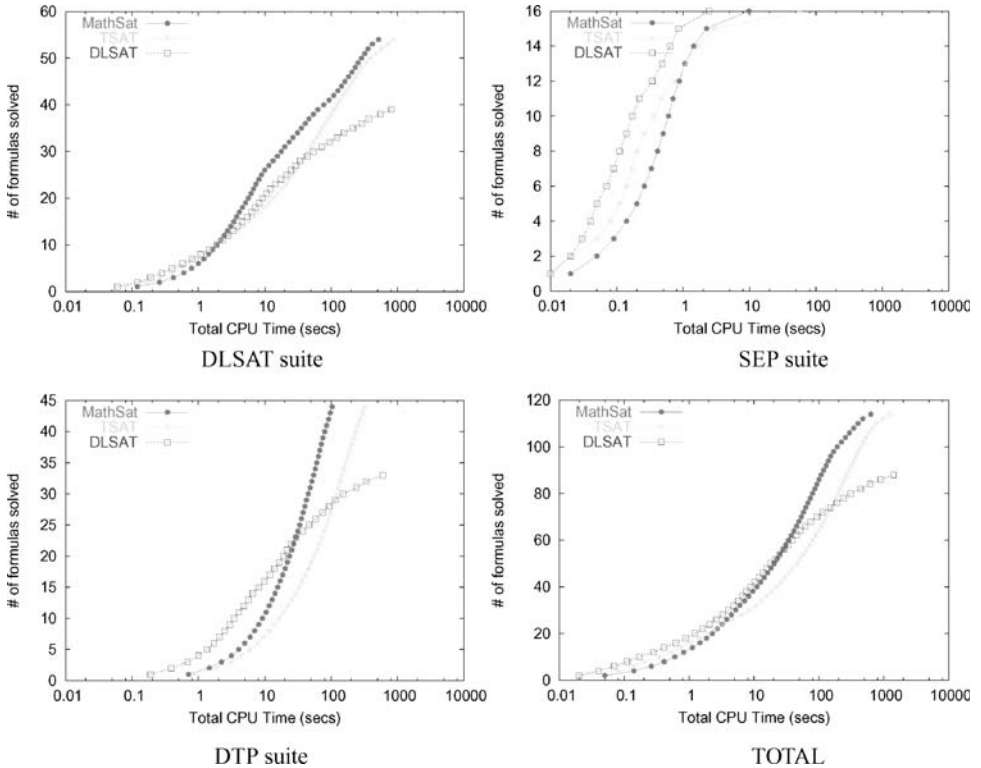 # of formulas solved
60
50
40
30
20
10
0
MathSat
TSAT
DLSAT
0.01 0.1 1 10 100 1000 10000
Total CPU Time (secs)
DLSAT suite
# of formulas solved
16
14
12
10
8
6
4
2
0
MathSat
TSAT
DLSAT
0.01 0.1 1 10 100 1000 10000
Total CPU Time (secs)
SEP suite
# of formulas solved
45
40
35
30
25
20
15
10
5
0
MathSat
TSAT
DLSAT
0.01 0.1 1 10 100 1000 10000
Total CPU Time (secs)
DTP suite
# of formulas solved
120
100
80
60
40
20
0
MathSat
TSAT
DLSAT
0.01 0.1 1 10 100 1000 10000
Total CPU Time (secs)
TOTAL